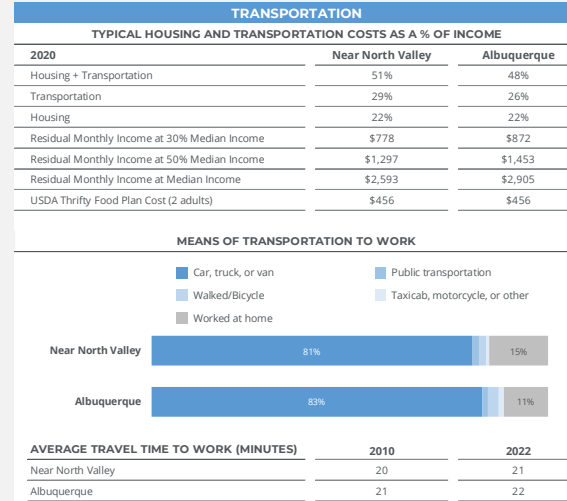 TRANSPORTATION
TYPICAL HOUSING AND TRANSPORTATION COSTS AS A % OF INCOME
2020 Near North Valley Albuquerque
Housing + Transportation 51% 48%
Transportation 29% 26%
Housing 22% 22%
Residual Monthly Income at 30% Median Income $778 $872
Residual Monthly Income at 50% Median Income $1,297 $1,453
Residual Monthly Income at Median Income $2,593 $2,905
USDA Thrifty Food Plan Cost (2 adults) $456 $456
MEANS OF TRANSPORTATION TO WORK
Car, truck, or van Public transportation
Walked/Bicycle Taxicab, motorcycle, or other
Worked at home
Near North Valley 81% 15%
Albuquerque 83% 11%
AVERAGE TRAVEL TIME TO WORK (MINUTES) 2010 2022
Near North Valley 20 21
Albuquerque 21 22